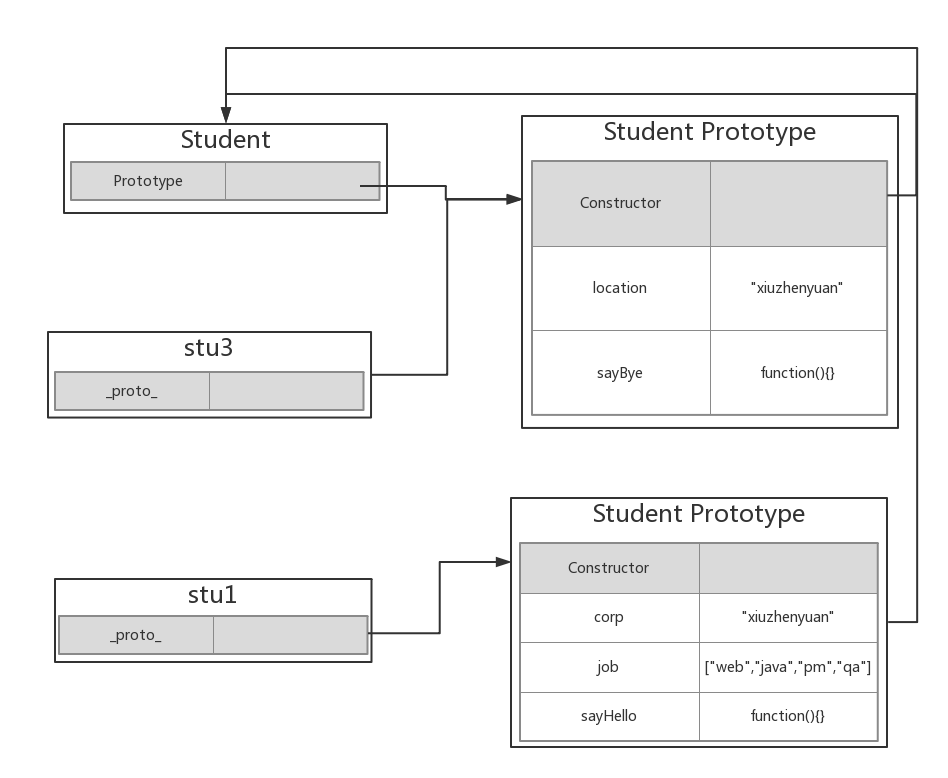 Student
Prototype
Student Prototype
Constructor
location "xiuzhenyuan"
sayBye function(){}
stu3
_proto_
Student Prototype
Constructor
corp "xiuzhenyuan"
job ["web","java","pm","qa"]
sayHello function(){}
stu1
_proto_